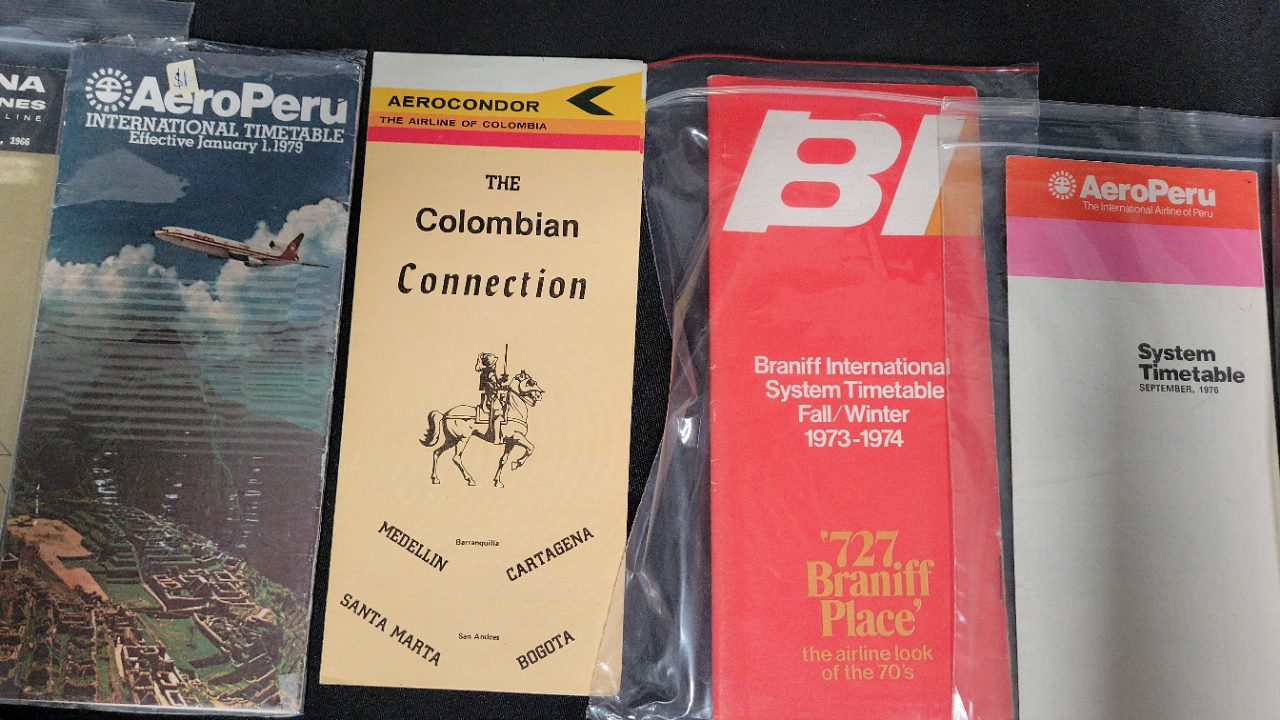 NA
NES
LINE
, 1966
$1
AeroPeru
INTERNATIONAL TIMETABLE
Effective January 1, 1979
AEROCONDOR
THE AIRLINE OF COLOMBIA
THE
Colombian
Connection
MEDELLIN
Barranquilla
CARTAGENA
SANTA MARTA
San Andres
BOGOTA
BI
Braniff International
System Timetable
Fall/Winter
1973-1974
'727
Braniff
Place'
the airline look
of the 70's
AeroPeru
The International Airline of Peru
System
Timetable
SEPTEMBER, 1976